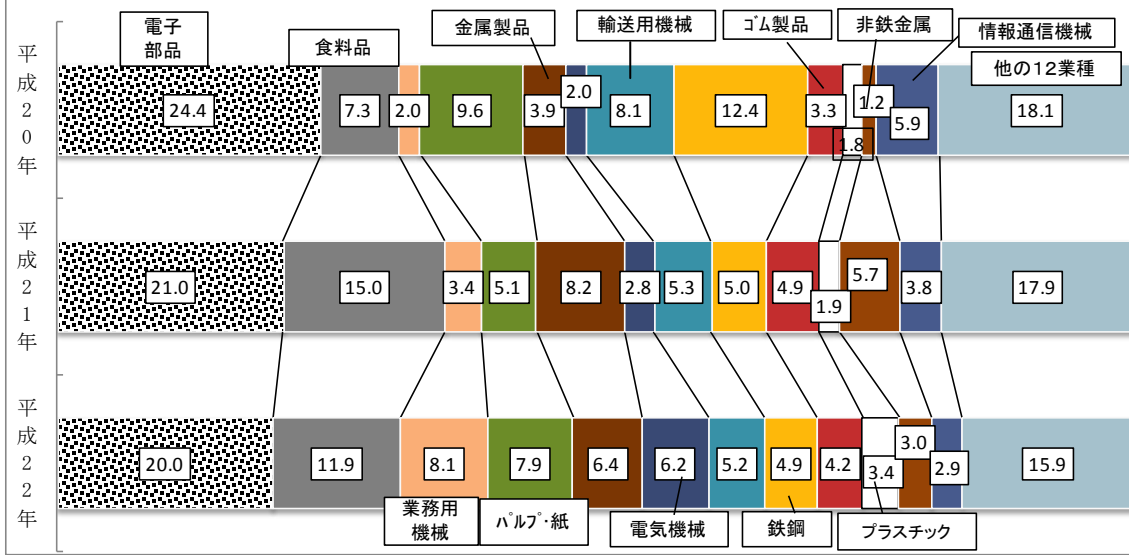 電子
部品
食料品
金属製品
輸送用機械
ｺﾞﾑ製品
非鉄金属
情報通信機械
他の１２業種
平成２０年
24.4
7.3
2.0
9.6
3.9
2.0
8.1
12.4
3.3
1.8
1.2
5.9
18.1
平成２１年
21.0
15.0
3.4
5.1
8.2
2.8
5.3
5.0
4.9
1.9
5.7
3.8
17.9
平成２２年
20.0
11.9
8.1
7.9
6.4
6.2
5.2
4.9
4.2
3.4
3.0
2.9
15.9
業務用
機械
ﾊﾟﾙﾌﾟ･紙
電気機械
鉄鋼
プラスチック